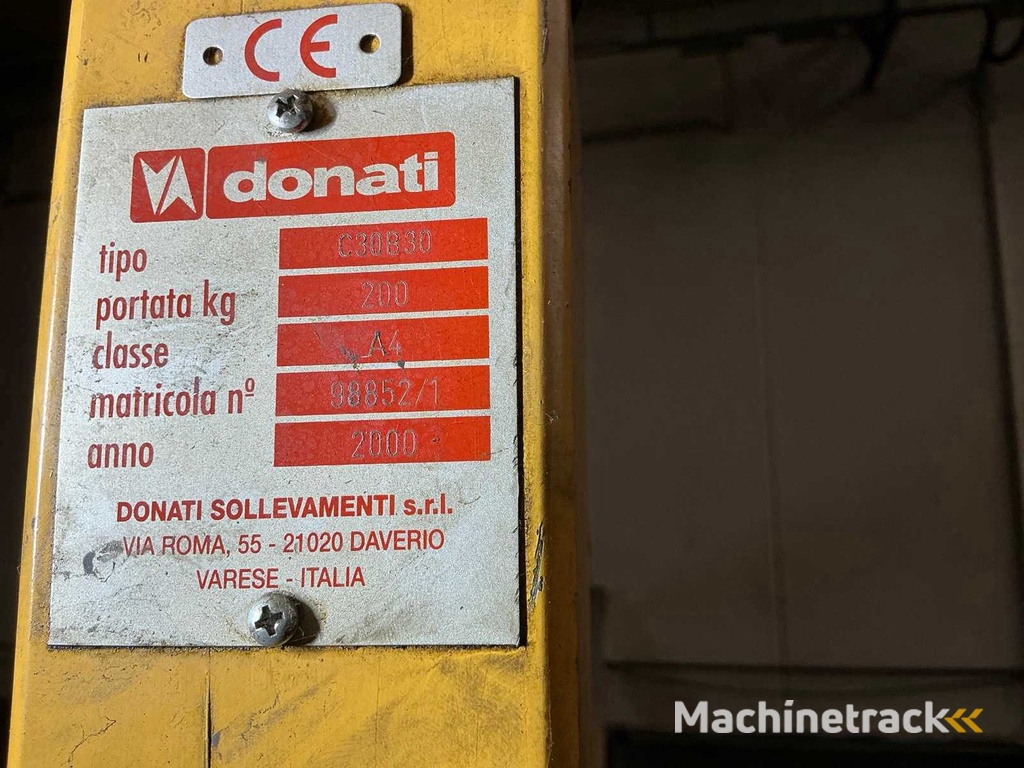 CE
donati
tipo C30B30
portata kg 200
classe A4
matricola nº 98852/1
anno 2000
DONATI SOLLEVAMENTI s.r.l.
VIA ROMA, 55 - 21020 DAVERIO
VARESE - ITALIA
Machinetrack